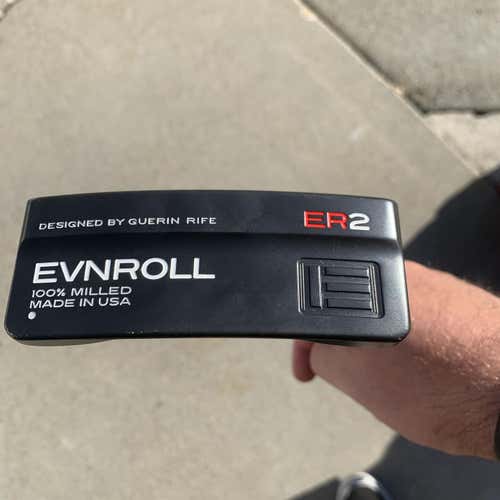 DESIGNED BY GUERIN RIFE
ER2
EVNROLL
100% MILLED
MADE IN USA